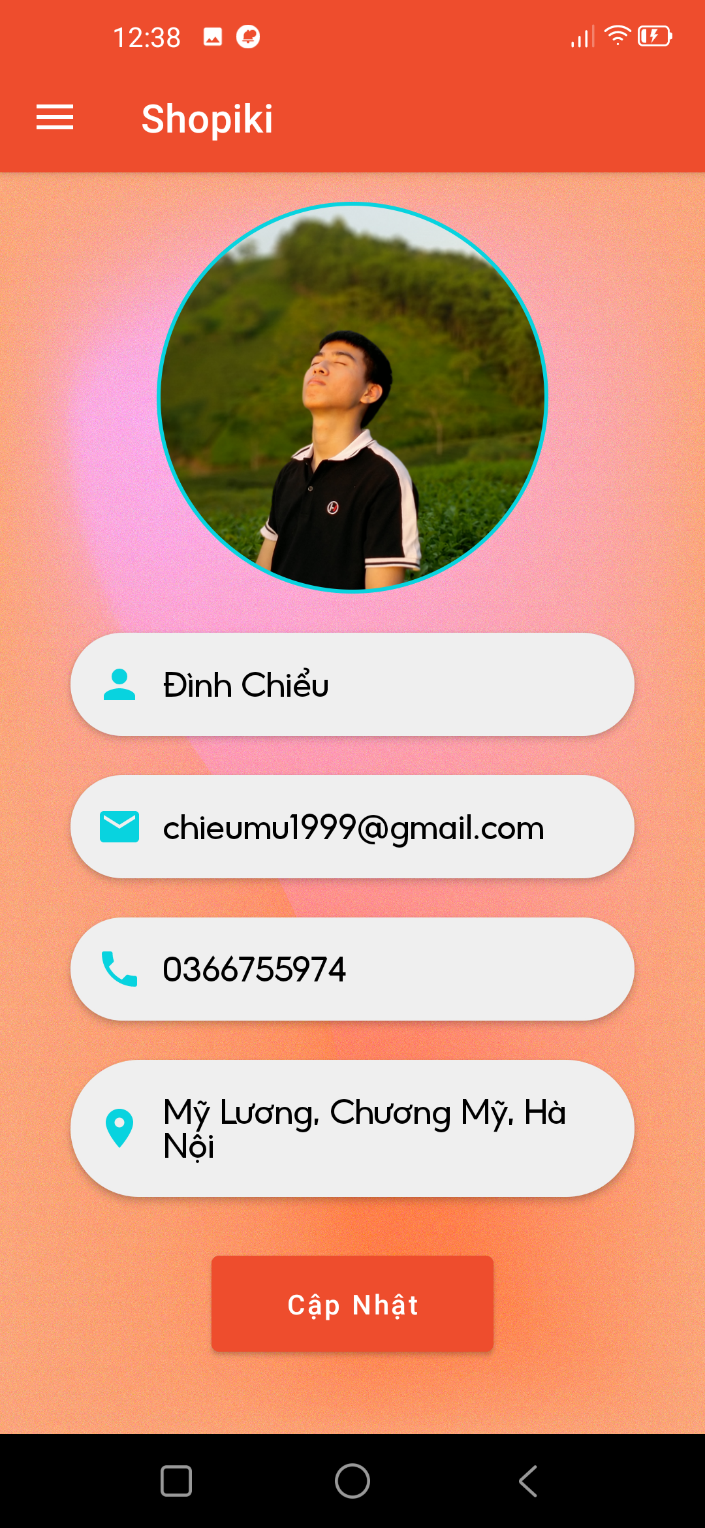 12:38
Shopiki
Đình Chiểu
chieumu1999@gmail.com
0366755974
Mỹ Lương, Chương Mỹ, Hà
Nội
Cập Nhật